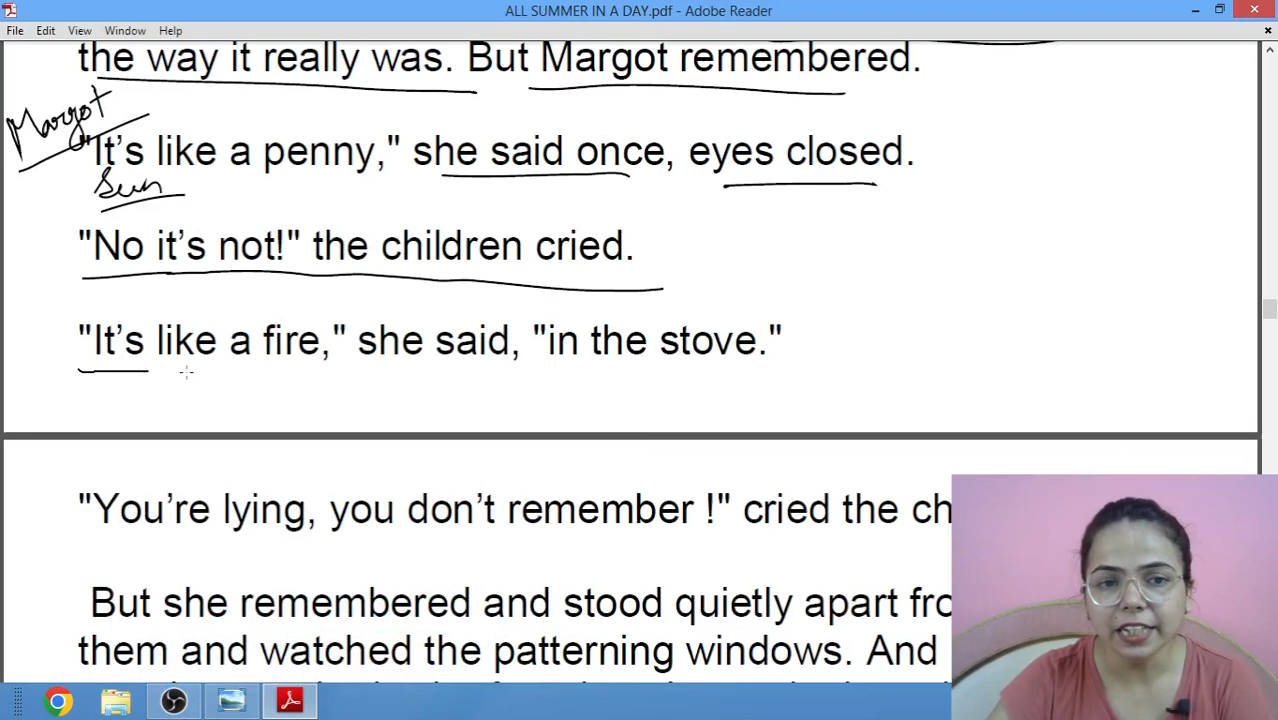 ALL SUMMER IN A DAY.pdf - Adobe Reader
File Edit View Window Help
the way it really was. But Margot remembered.
Margot
"It’s like a penny," she said once, eyes closed.
Sun
"No it’s not!" the children cried.
"It’s like a fire," she said, "in the stove."
"You’re lying, you don’t remember !" cried the ch
But she remembered and stood quietly apart fro
them and watched the patterning windows. And